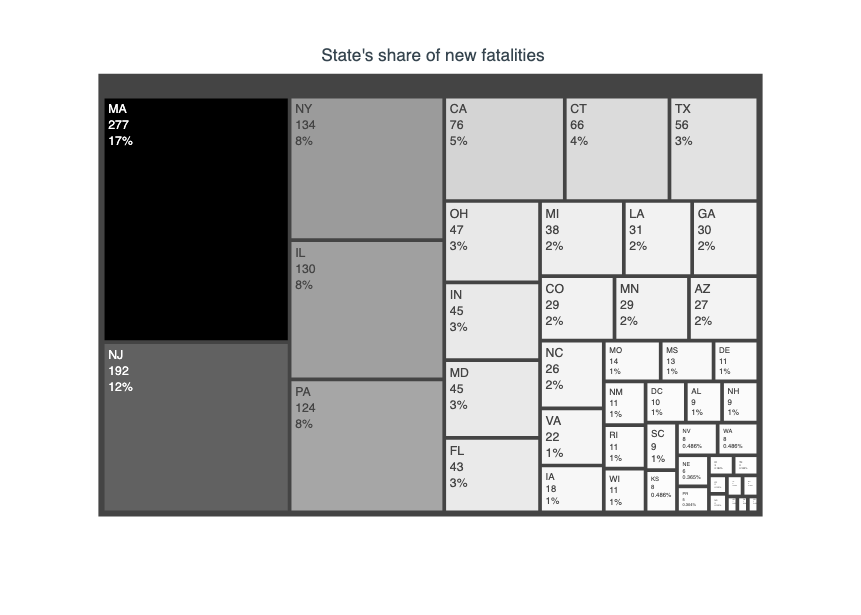 State's share of new fatalities
MA
277
17%
NJ
192
12%
NY
134
8%
IL
130
8%
PA
124
8%
CA
76
5%
CT
66
4%
TX
56
3%
OH
47
3%
IN
45
3%
MD
45
3%
FL
43
3%
MI
38
2%
LA
31
2%
GA
30
2%
CO
29
2%
MN
29
2%
AZ
27
2%
NC
26
2%
VA
22
1%
IA
18
1%
MO
14
1%
MS
13
1%
DE
11
1%
NM
11
1%
RI
11
1%
WI
11
1%
DC
10
1%
AL
9
1%
NH
9
1%
SC
9
1%
KS
8
0.486%
NV
8
0.486%
WA
8
0.486%
NE
6
0.365%